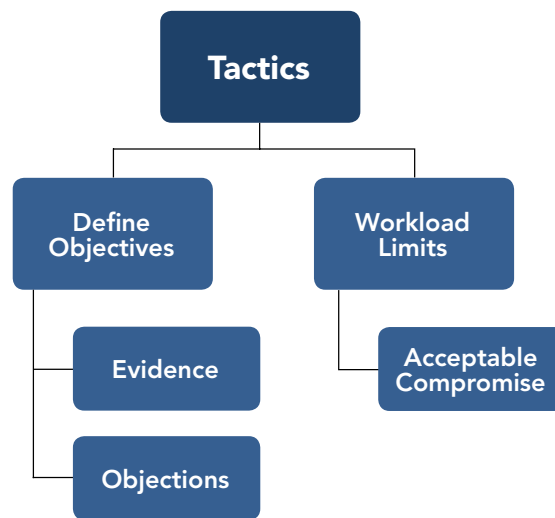 Tactics
Define
Objectives
Workload
Limits
Evidence
Acceptable
Compromise
Objections